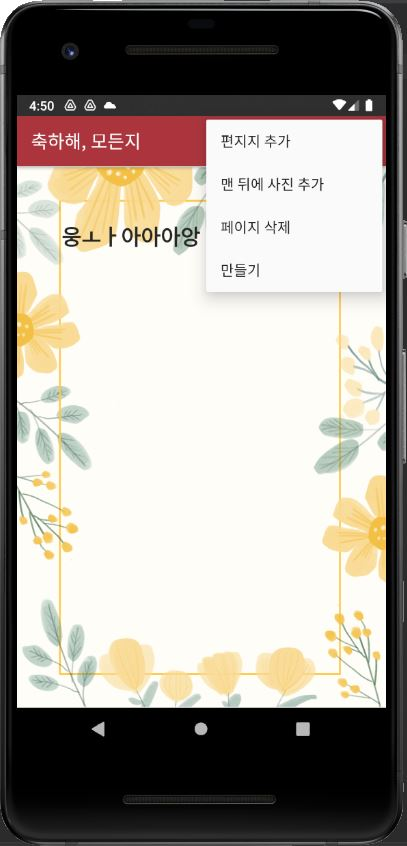 4:50
축하해, 모든지
편지지 추가
맨 뒤에 사진 추가
페이지 삭제
만들기
웅ㅗㅏ 아아아앙